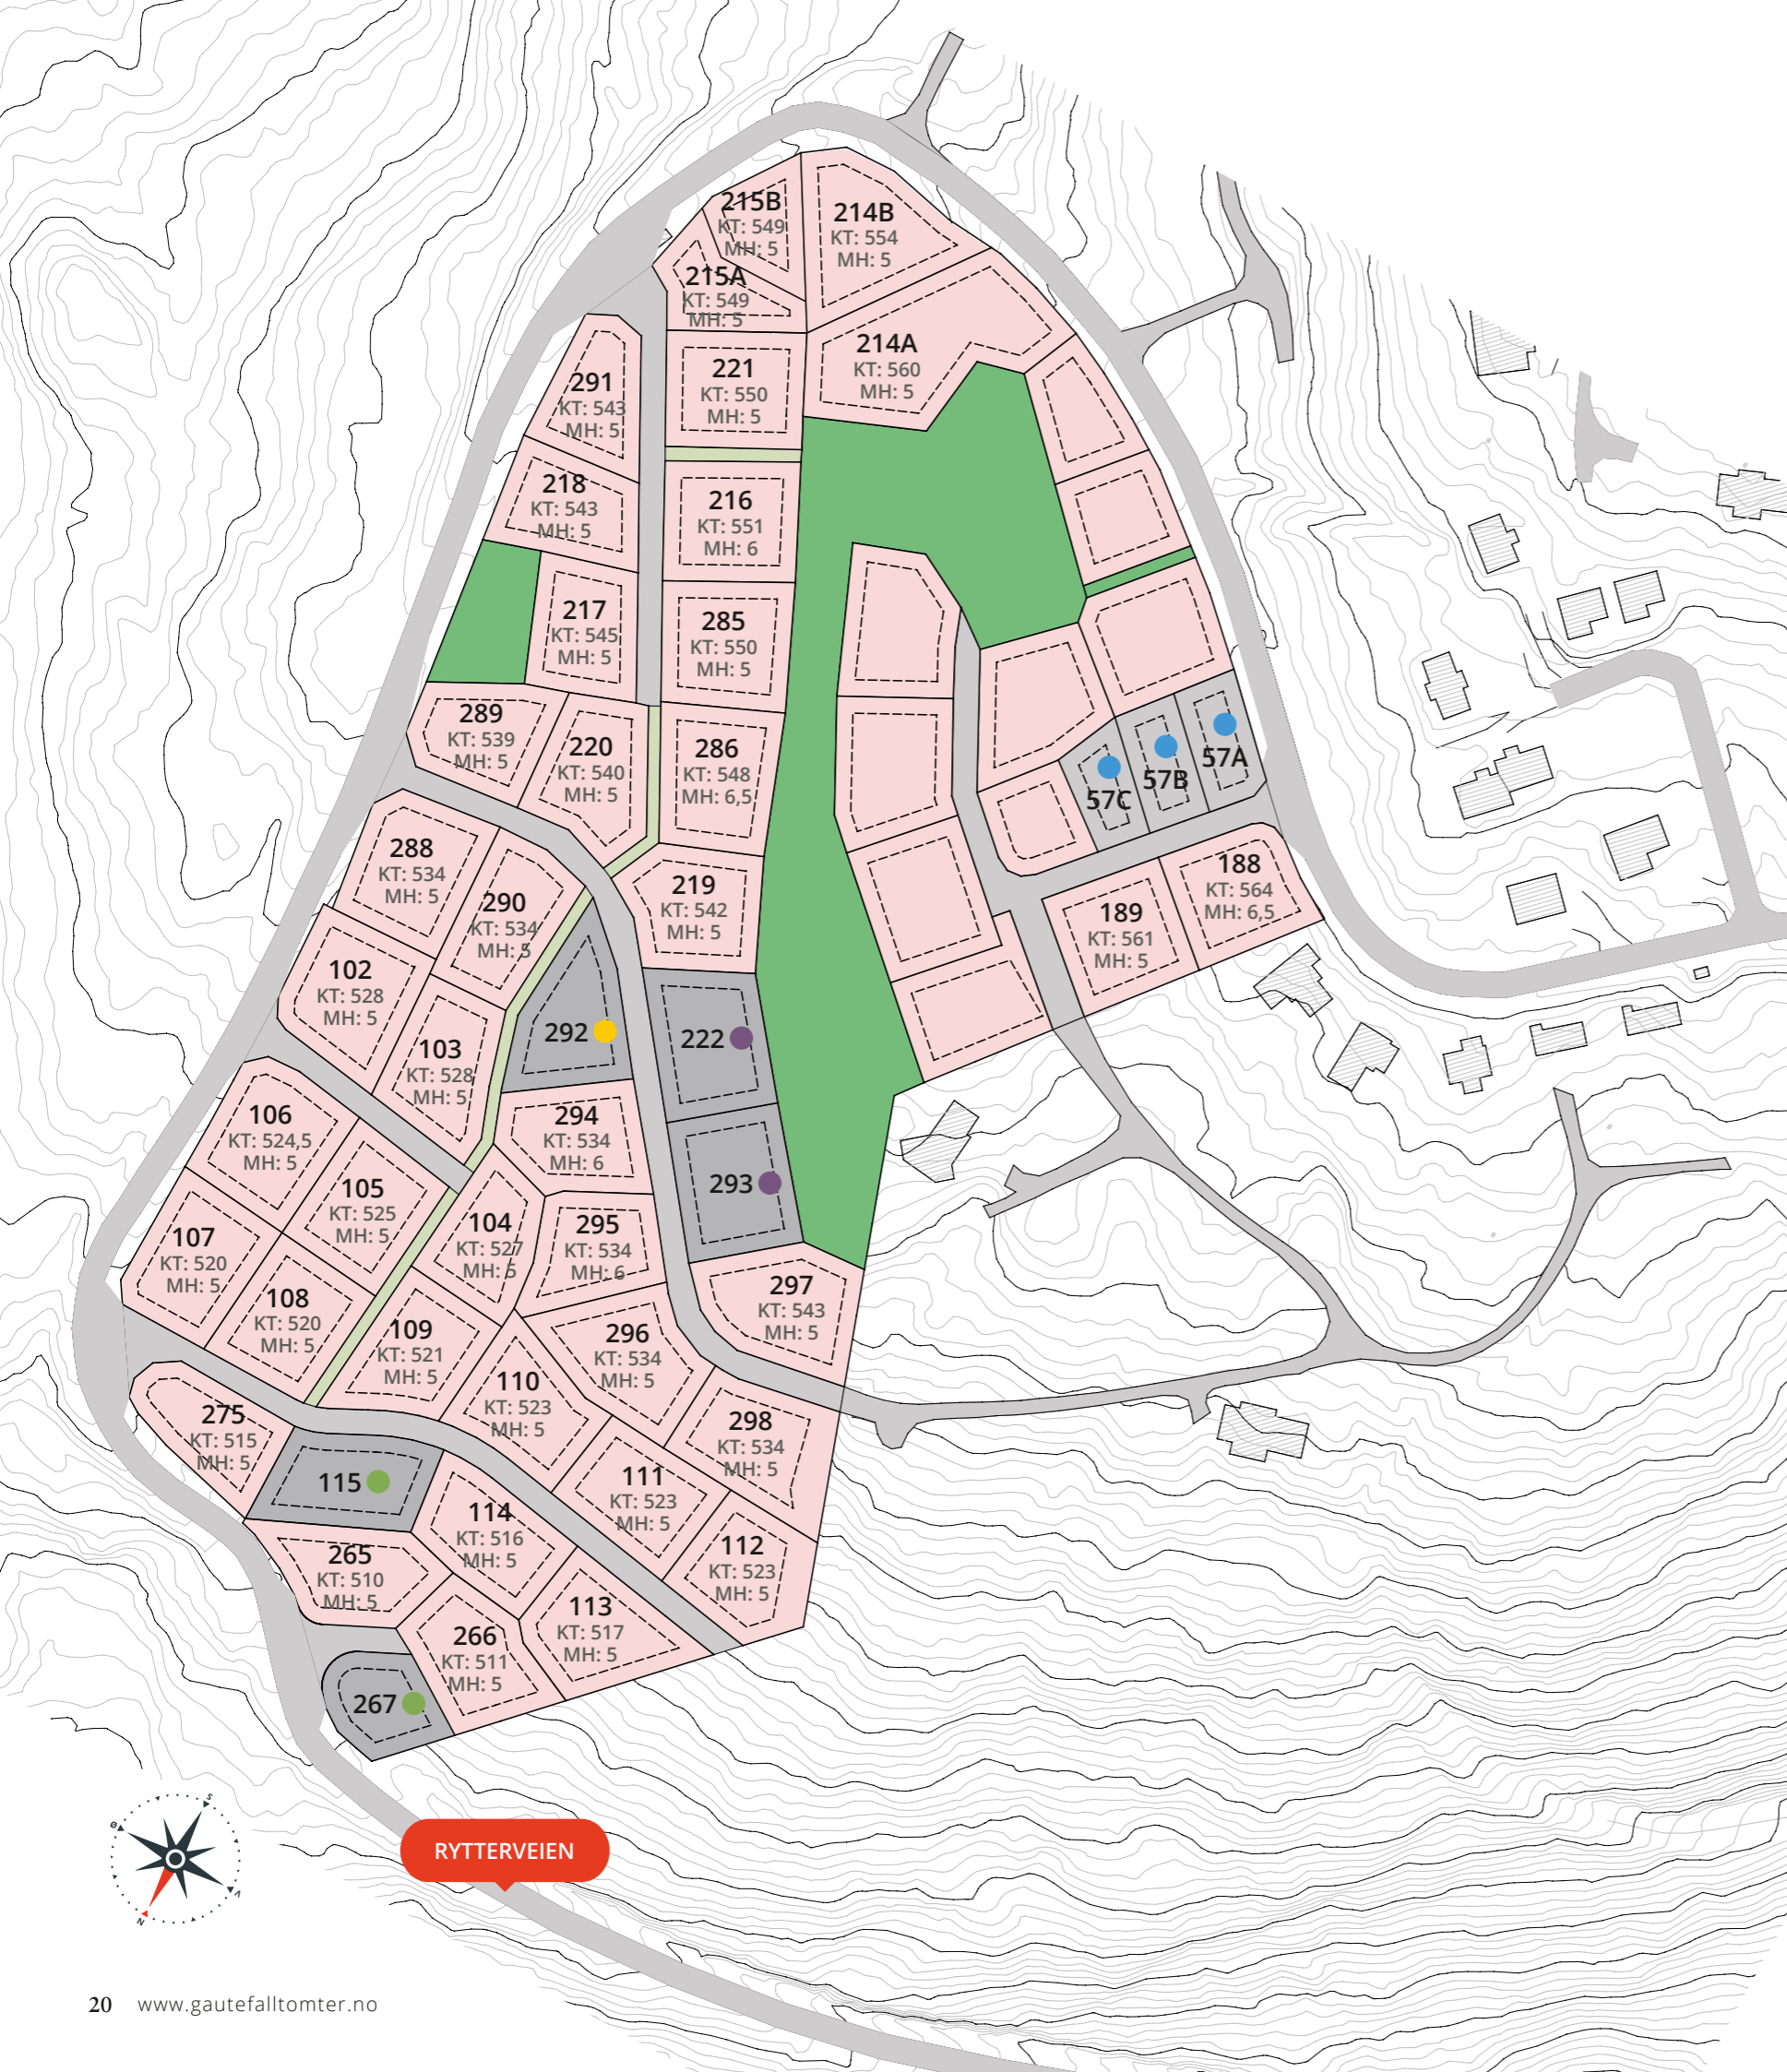 215B
KT: 549
MH: 5
214B
KT: 554
MH: 5
215A
KT: 549
MH: 5
214A
KT: 560
MH: 5
221
KT: 550
MH: 5
291
KT: 543
MH: 5
218
KT: 543
MH: 5
216
KT: 551
MH: 6
217
KT: 545
MH: 5
285
KT: 550
MH: 5
289
KT: 539
MH: 5
220
KT: 540
MH: 5
286
KT: 548
MH: 6,5
57A
57B
57C
288
KT: 534
MH: 5
290
KT: 534
MH: 5
219
KT: 542
MH: 5
188
KT: 564
MH: 6,5
189
KT: 561
MH: 5
102
KT: 528
MH: 5
103
KT: 528
MH: 5
292
222
106
KT: 524,5
MH: 5
294
KT: 534
MH: 6
293
105
KT: 525
MH: 5
104
KT: 527
MH: 5
295
KT: 534
MH: 6
107
KT: 520
MH: 5
108
KT: 520
MH: 5
297
KT: 543
MH: 5
109
KT: 521
MH: 5
296
KT: 534
MH: 5
110
KT: 523
MH: 5
275
KT: 515
MH: 5
298
KT: 534
MH: 5
115
111
KT: 523
MH: 5
114
KT: 516
MH: 5
265
KT: 510
MH: 5
112
KT: 523
MH: 5
113
KT: 517
MH: 5
266
KT: 511
MH: 5
267
S
Ø
V
N
RYTTERVEIEN
20 www.gautefalltomter.no